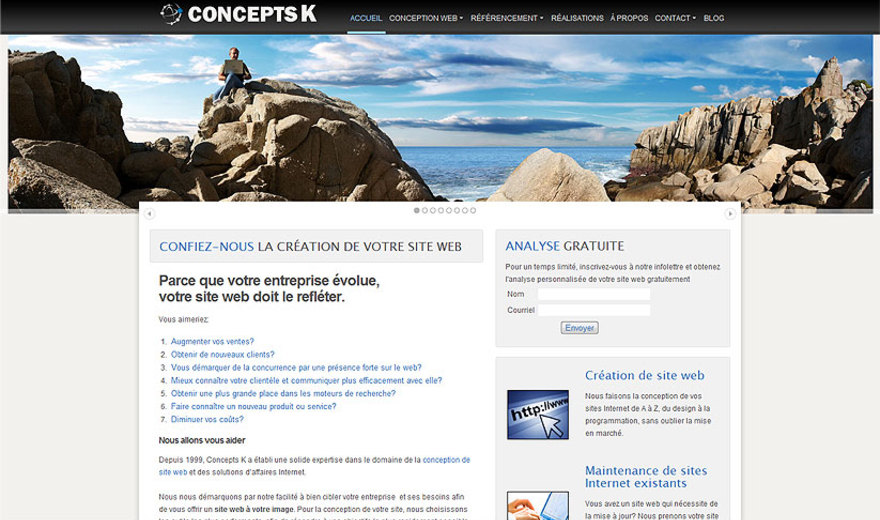 CONCEPTS K
ACCUEIL CONCEPTION WEB RÉFÉRENCEMENT RÉALISATIONS À PROPOS CONTACT BLOG
CONFIEZ-NOUS LA CRÉATION DE VOTRE SITE WEB
Parce que votre entreprise évolue,
votre site web doit le refléter.
Vous aimeriez:
1. Augmenter vos ventes?
2. Obtenir de nouveaux clients?
3. Vous démarquer de la concurrence par une présence forte sur le web?
4. Mieux connaître votre clientèle et communiquer plus efficacement avec elle?
5. Obtenir une plus grande place dans les moteurs de recherche?
6. Faire connaître un nouveau produit ou service?
7. Diminuer vos coûts?
Nous allons vous aider
Depuis 1999, Concepts K a établi une solide expertise dans le domaine de la conception de
site web et des solutions d'affaires Internet.
Nous nous démarquons par notre facilité à bien cibler votre entreprise et ses besoins afin
de vous offrir un site web à votre image. Pour la conception de votre site, nous choisissons
ANALYSE GRATUITE
Pour un temps limité, inscrivez-vous à notre infolettre et obtenez
l'analyse personnalisée de votre site web gratuitement
Nom
Courriel
Envoyer
http://www
Création de site web
Nous faisons la conception de vos
sites Internet de A à Z, du design à la
programmation, sans oublier la mise
en marché.
Maintenance de sites
Internet existants
Vous avez un site web qui nécessite de
la mise à jour? Nous prenons votre site